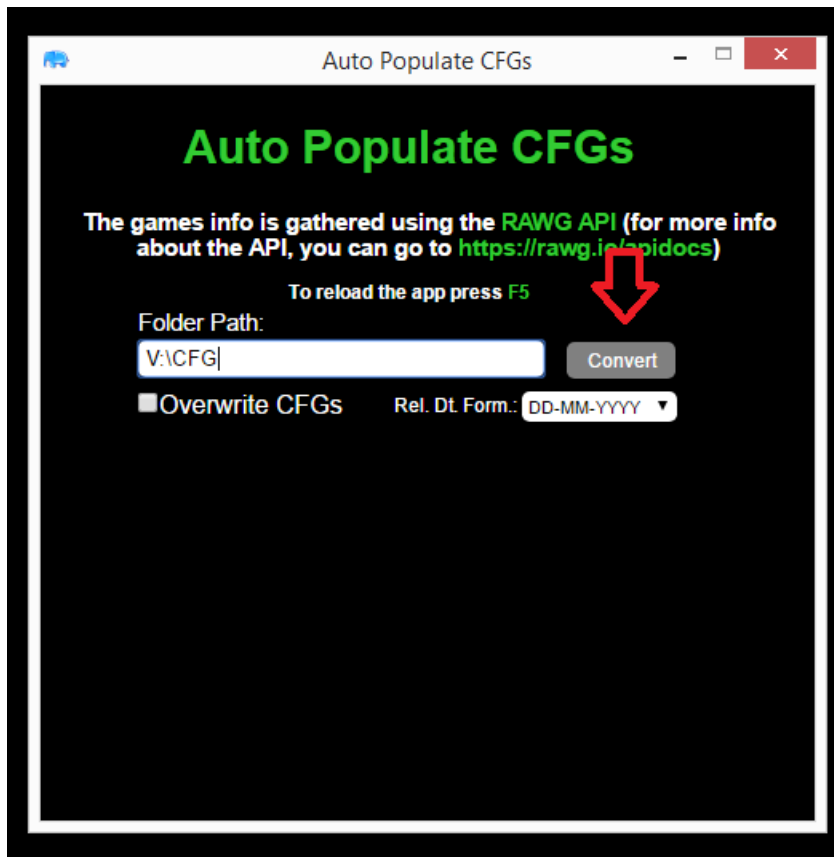 Auto Populate CFGs
Auto Populate CFGs
The games info is gathered using the RAWG API (for more info
about the API, you can go to https://rawg.io/apidocs)
To reload the app press F5
Folder Path:
V:\CFG
Convert
Overwrite CFGs
Rel. Dt. Form.: DD-MM-YYYY